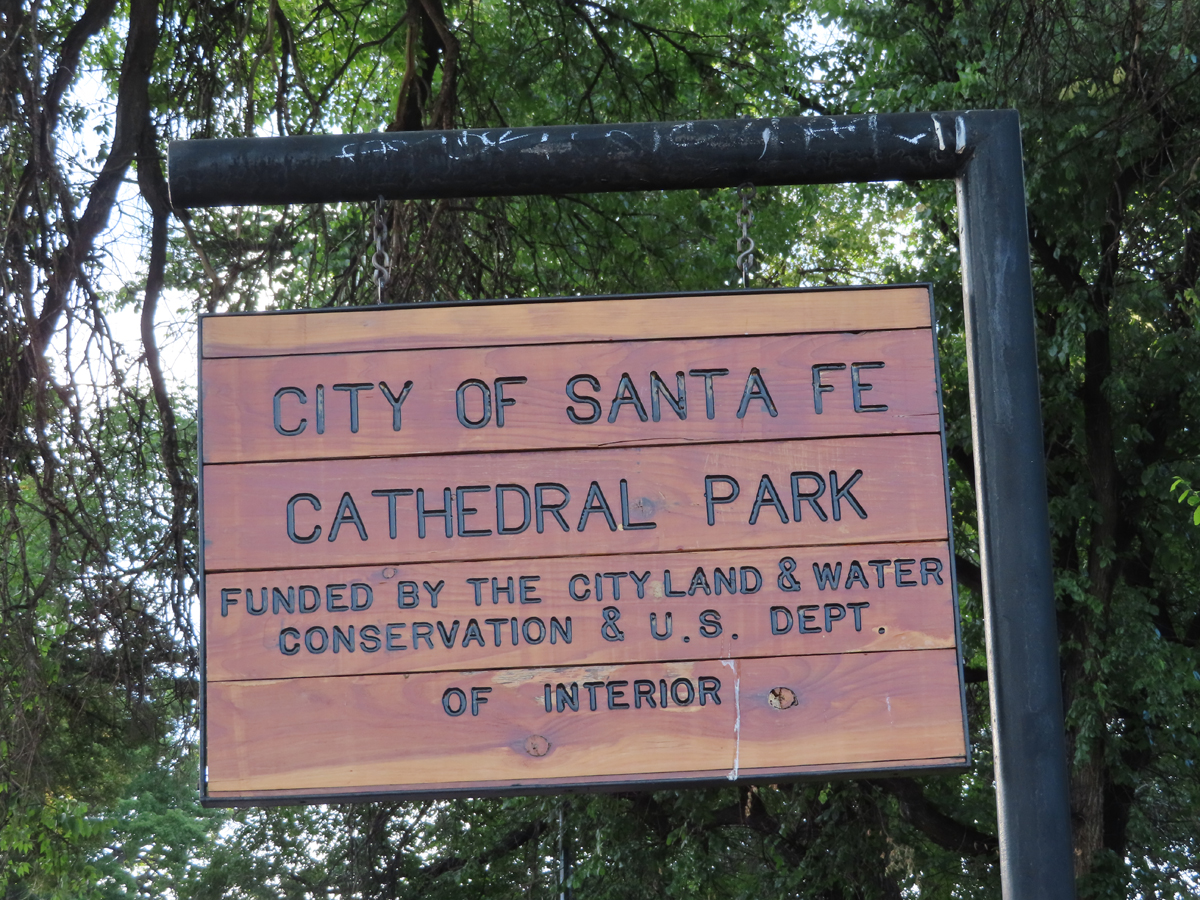 CITY OF SANTA FE
CATHEDRAL PARK
FUNDED BY THE CITY LAND & WATER
CONSERVATION & U.S. DEPT.
OF INTERIOR